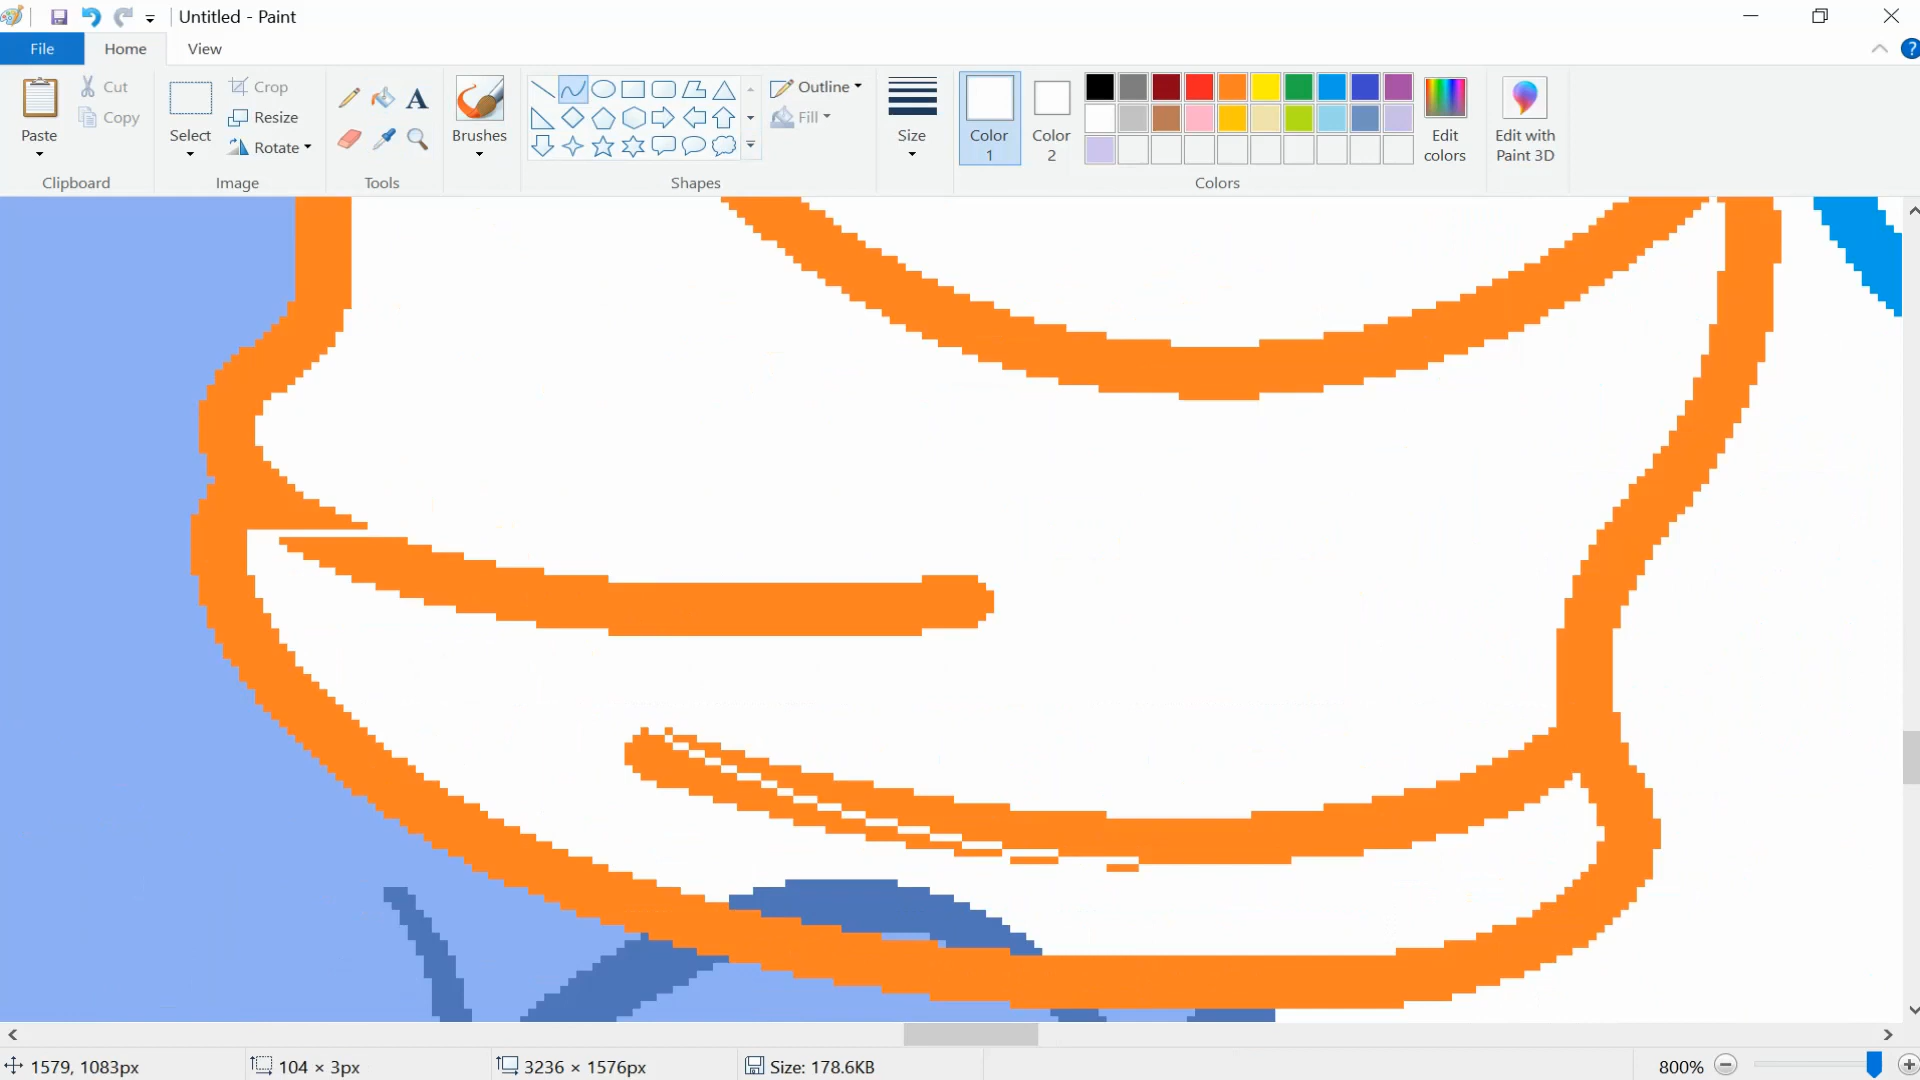 Untitled - Paint
File
Home
View
Paste
Cut
Copy
Clipboard
Select
Crop
Resize
Rotate
Image
A
Tools
Brushes
Outline
Fill
Shapes
Size
Color 1
Color 2
Edit colors
Edit with Paint 3D
Colors
?
1579, 1083px
104 × 3px
3236 × 1576px
Size: 178.6KB
800%